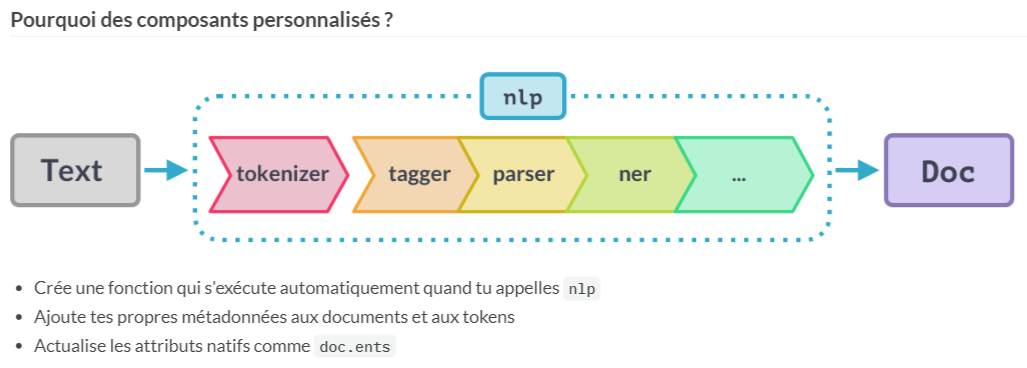 Pourquoi des composants personnalisés ?
nlp
Text
tokenizer
tagger
parser
ner
...
Doc
Crée une fonction qui s'exécute automatiquement quand tu appelles nlp
Ajoute tes propres métadonnées aux documents et aux tokens
Actualise les attributs natifs comme doc.ents